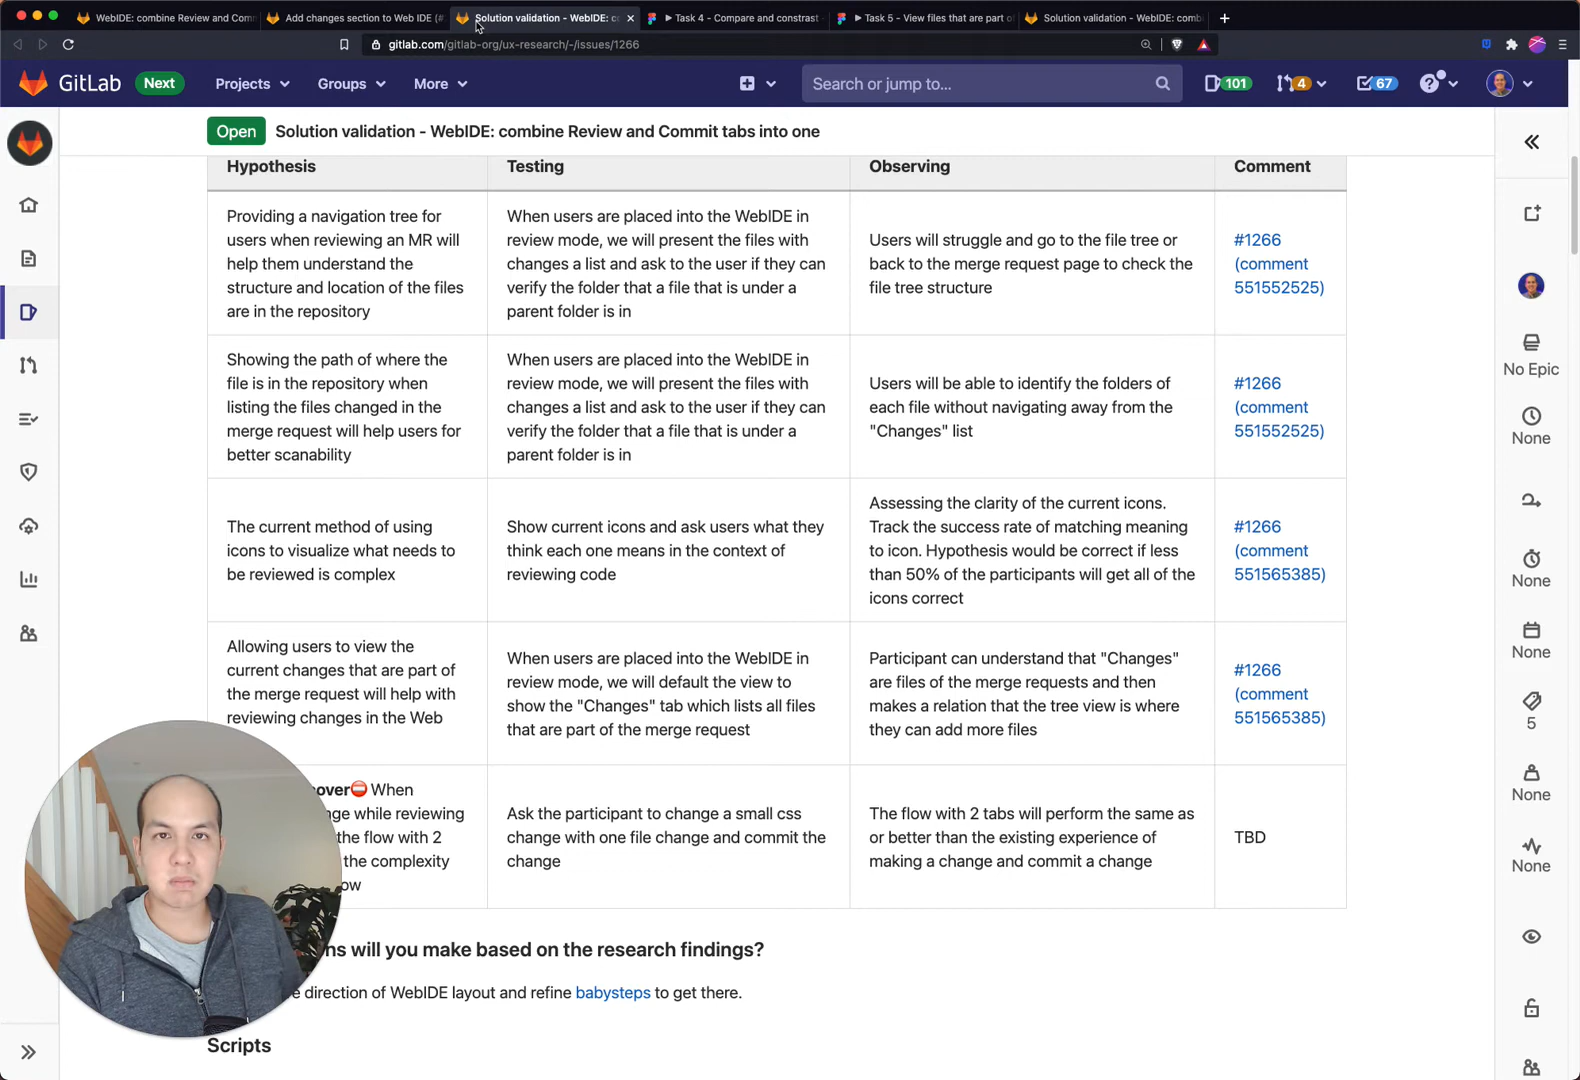 WebIDE: combine Review and Com
Add changes section to Web IDE (#
Solution validation - WebIDE: c
Task 4 - Compare and constrast
Task 5 - View files that are part o
Solution validation - WebIDE: comb
gitlab.com/gitlab-org/ux-research/-/issues/1266
GitLab
Next
Projects
Groups
More
Search or jump to...
101
4
67
Open
Solution validation - WebIDE: combine Review and Commit tabs into one
Hypothesis
Testing
Observing
Comment
Providing a navigation tree for
users when reviewing an MR will
help them understand the
structure and location of the files
are in the repository
When users are placed into the WebIDE in
review mode, we will present the files with
changes a list and ask to the user if they can
verify the folder that a file that is under a
parent folder is in
Users will struggle and go to the file tree or
back to the merge request page to check the
file tree structure
#1266
(comment
551552525)
Showing the path of where the
file is in the repository when
listing the files changed in the
merge request will help users for
better scanability
When users are placed into the WebIDE in
review mode, we will present the files with
changes a list and ask to the user if they can
verify the folder that a file that is under a
parent folder is in
Users will be able to identify the folders of
each file without navigating away from the
"Changes" list
#1266
(comment
551552525)
The current method of using
icons to visualize what needs to
be reviewed is complex
Show current icons and ask users what they
think each one means in the context of
reviewing code
Assessing the clarity of the current icons.
Track the success rate of matching meaning
to icon. Hypothesis would be correct if less
than 50% of the participants will get all of the
icons correct
#1266
(comment
551565385)
Allowing users to view the
current changes that are part of
the merge request will help with
reviewing changes in the Web
When users are placed into the WebIDE in
review mode, we will default the view to
show the "Changes" tab which lists all files
that are part of the merge request
Participant can understand that "Changes"
are files of the merge requests and then
makes a relation that the tree view is where
they can add more files
#1266
(comment
551565385)
over⛔ When
ge while reviewing
the flow with 2
the complexity
ow
Ask the participant to change a small css
change with one file change and commit the
change
The flow with 2 tabs will perform the same as
or better than the existing experience of
making a change and commit a change
TBD
ns will you make based on the research findings?
e direction of WebIDE layout and refine babysteps to get there.
Scripts
No Epic
None
None
None
5
None
None